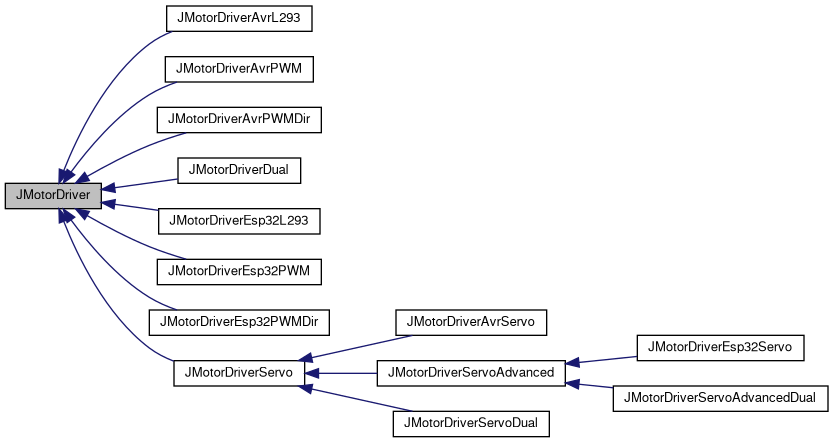 JMotorDriverAvrL293
JMotorDriverAvrPWM
JMotorDriverAvrPWMDir
JMotorDriverDual
JMotorDriver
JMotorDriverEsp32L293
JMotorDriverEsp32PWM
JMotorDriverEsp32PWMDir
JMotorDriverServo
JMotorDriverAvrServo
JMotorDriverServoAdvanced
JMotorDriverServoDual
JMotorDriverEsp32Servo
JMotorDriverServoAdvancedDual